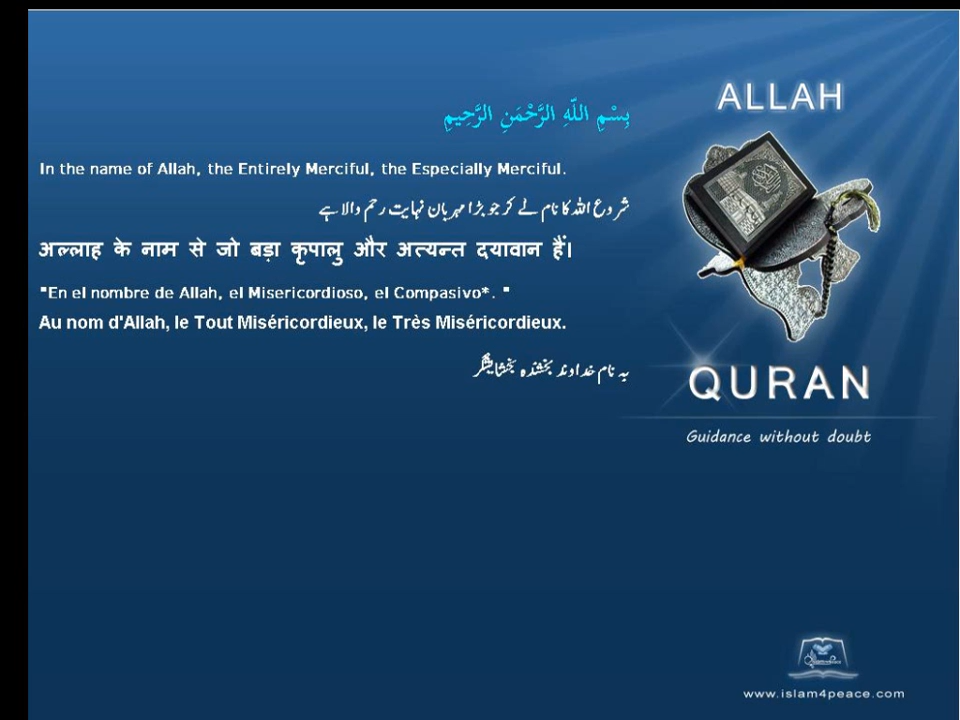 بِسْمِ اللّهِ الرَّحْمَنِ الرَّحِيمِ
In the name of Allah, the Entirely Merciful, the Especially Merciful.
شروع الله کا نام لے کر جو بڑا مہربان نہایت رحم والا ہے
अल्लाह के नाम से जो बड़ा कृपालु और अत्यन्त दयावान हैं।
"En el nombre de Allah, el Misericordioso, el Compasivo*. "
Au nom d'Allah, le Tout Miséricordieux, le Très Miséricordieux.
به نام خداوند بخشنده بخشایشگر
ALLAH
QURAN
Guidance without doubt
www.islam4peace.com